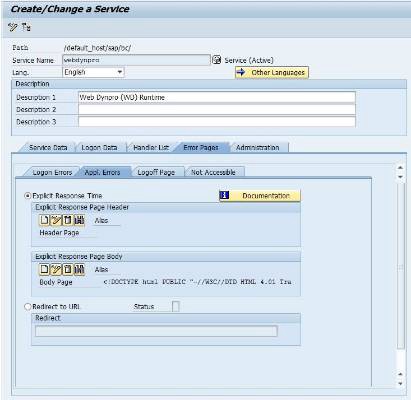 Create/Change a Service
Path /default_host/sap/bc/
Service Name webdynpro Service (Active)
Lang. English Other Languages
Description
Description 1 Web Dynpro (WD) Runtime
Description 2
Description 3
Service Data Logon Data Handler List Error Pages Administration
Logon Errors Appl. Errors Logoff Page Not Accessible
Explicit Response Time Documentation
Explicit Response Page Header
Alias
Header Page
Explicit Response Page Body
Alias
Body Page <!DOCTYPE html PUBLIC "-//W3C//DTD HTML 4.01 Tra
Redirect to URL Status
Redirect